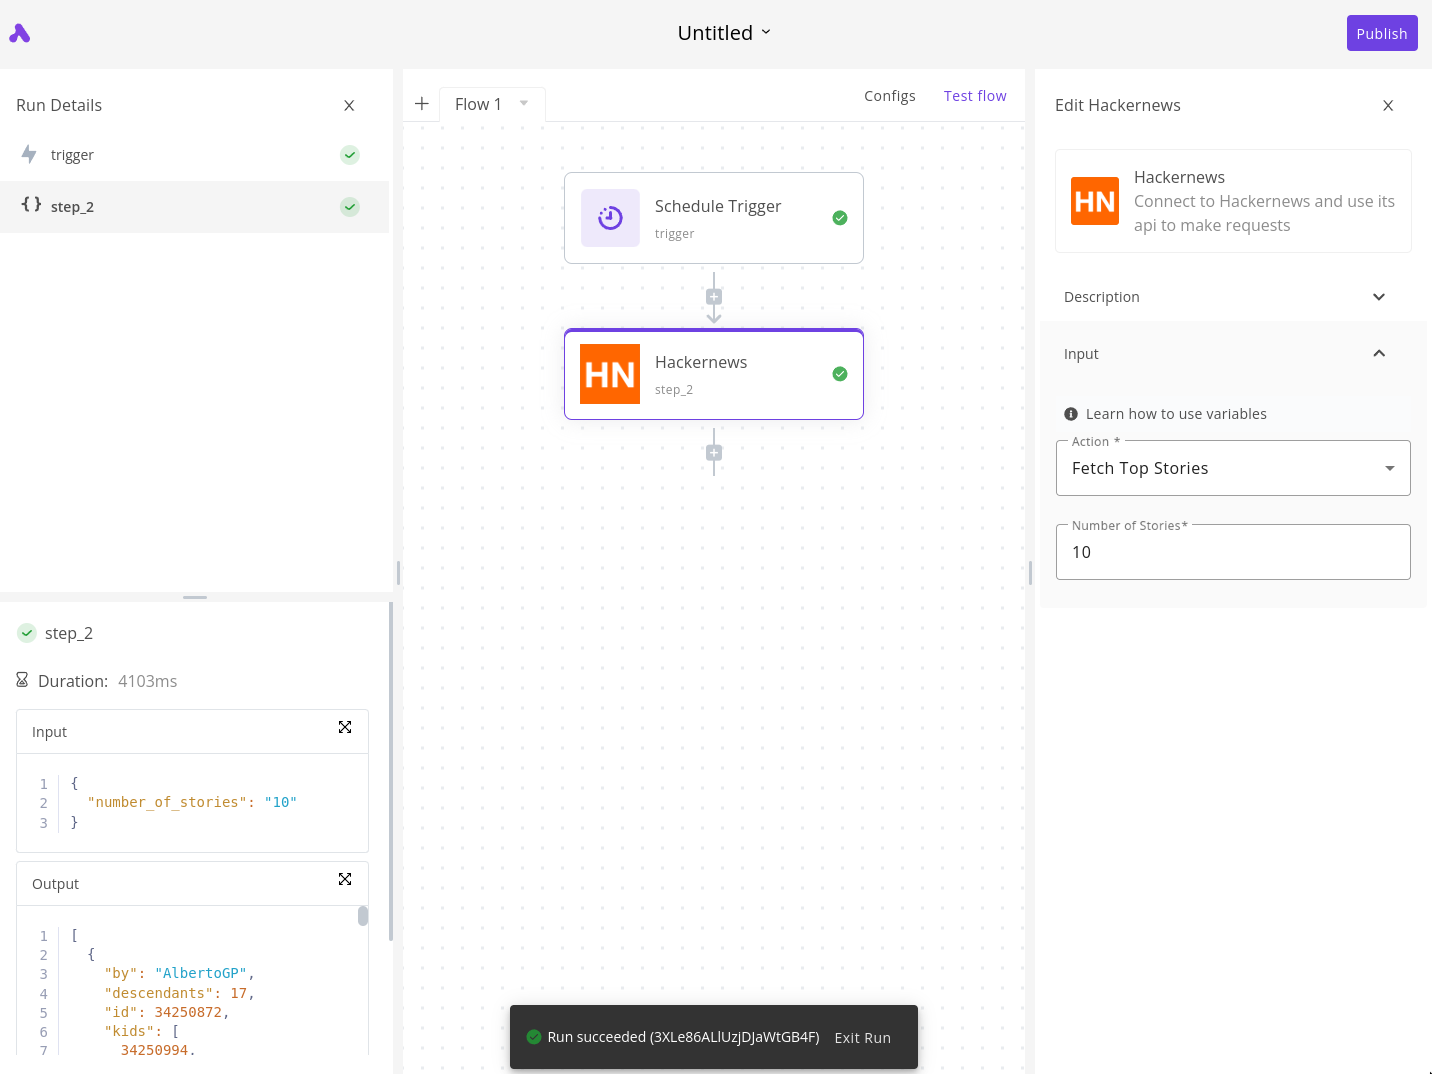 Untitled
Publish
Run Details
trigger
step_2
Flow 1
Configs
Test flow
Schedule Trigger
trigger
HN
Hackernews
step_2
Edit Hackernews
HN
Hackernews
Connect to Hackernews and use its
api to make requests
Description
Input
Learn how to use variables
Action *
Fetch Top Stories
Number of Stories*
10
step_2
Duration: 4103ms
Input
1 {
2 "number_of_stories": "10"
3 }
Output
1 [
2 {
3 "by": "AlbertoGP",
4 "descendants": 17,
5 "id": 34250872,
6 "kids": [
7 34250994,
Run succeeded (3XLe86ALlUzjDJaWtGB4F) Exit Run